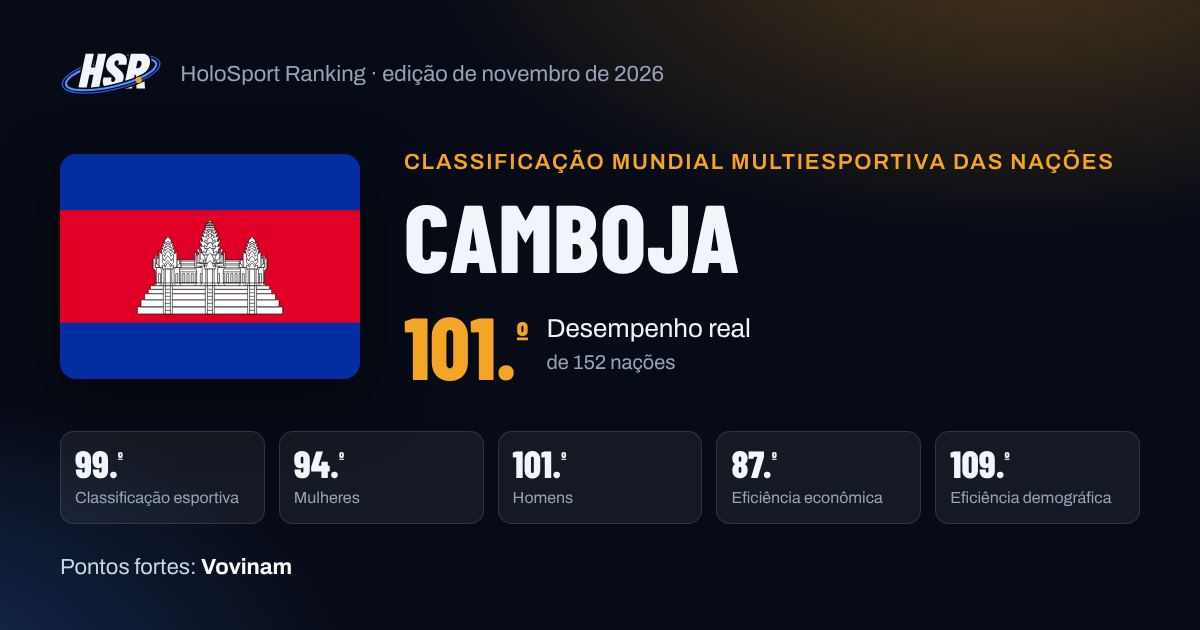 HSR
HoloSport Ranking · edição de novembro de 2026
CLASSIFICAÇÃO MUNDIAL MULTIESPORTIVA DAS NAÇÕES
CAMBOJA
101.º
Desempenho real
de 152 nações
99.º
Classificação esportiva
94.º
Mulheres
101.º
Homens
87.º
Eficiência econômica
109.º
Eficiência demográfica
Pontos fortes: Vovinam